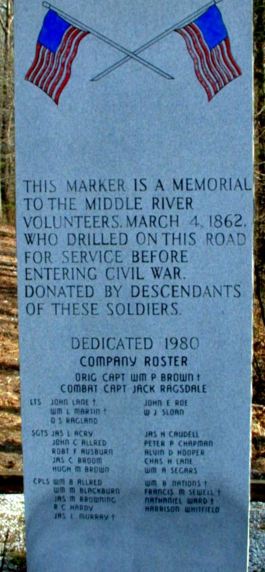 THIS MARKER IS A MEMORIAL
TO THE MIDDLE RIVER
VOLUNTEERS. MARCH 4, 1862.
WHO DRILLED ON THIS ROAD
FOR SERVICE BEFORE
ENTERING CIVIL WAR.
DONATED BY DESCENDANTS
OF THESE SOLDIERS.
DEDICATED 1980
COMPANY ROSTER
ORIG CAPT WM P BROWN †
COMBAT CAPT JACK RAGSDALE
LTS JOHN LANE † JOHN E ROE
WM L MARTIN † W J SLOAN
D S RAGLAND
SGTS JAS L ACRY JAS H CAUDELL
JOHN C ALLRED PETER P CHAPMAN
ROBT F AUSBURN ALVIN D HOOPER
JAS C BROOM CHAS H LANE
HUGH M BROWN WM A SEGARS
CPLS WM B ALLRED WM B NATIONS †
WM M BLACKBURN FRANCIS M SEWELL †
JAS M BROWNING NATHANIEL WARD †
R C HARDY HARRISON WHITFIELD
JAS L MURRAY †